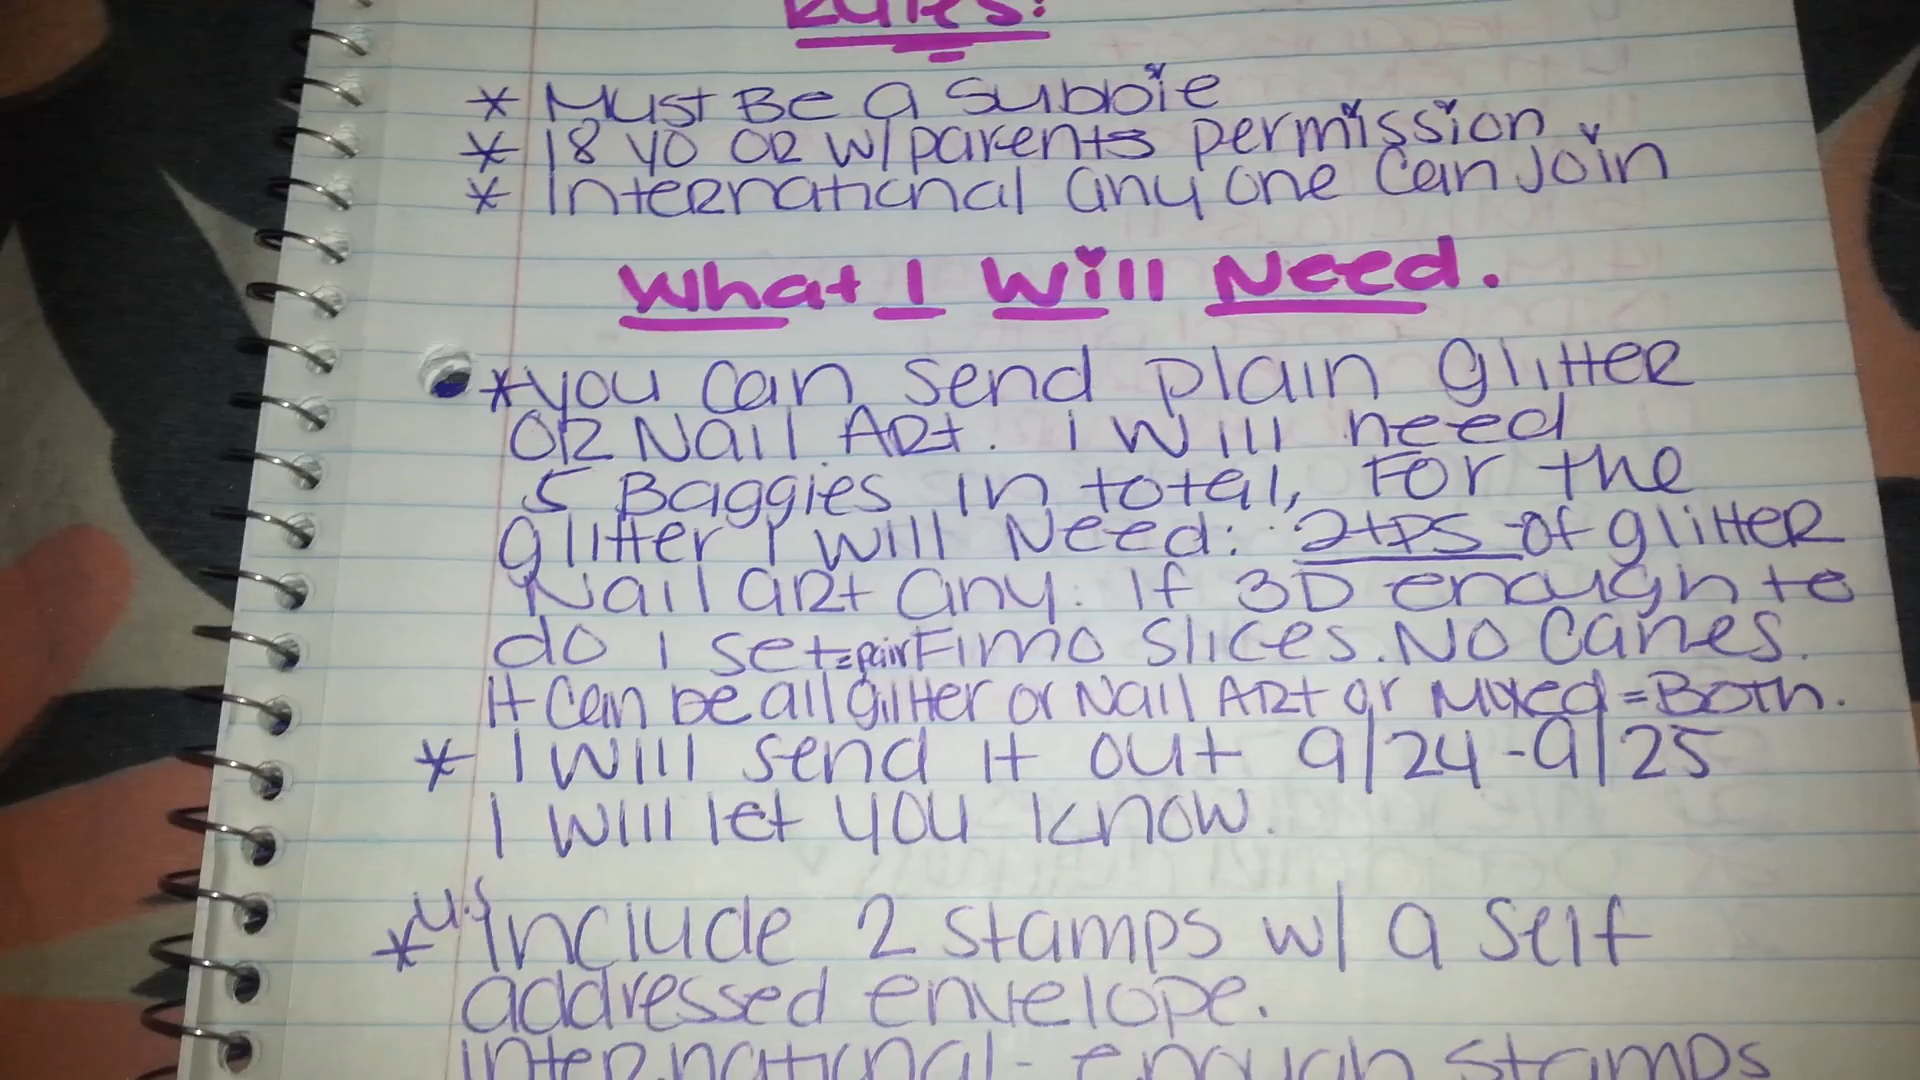 Rules:
* Must Be a Subbie
* 18 yo OR w/parents permission
* International any one can join
What I Will Need.
*you can send plain glitter
OR Nail ARt. i will need
5 Baggies in total, For the
glitter I will Need: 2tps of glitter
Nail aRt any. If 3D enough to
do 1 set=pair Fimo slices. No Canes.
It can be all glitter or Nail ARt or Mixed=Both.
* I will send it out 9/24-9/25
I will let you know.
*U.S include 2 stamps w/ a self
addressed envelope.
International - enough stamps